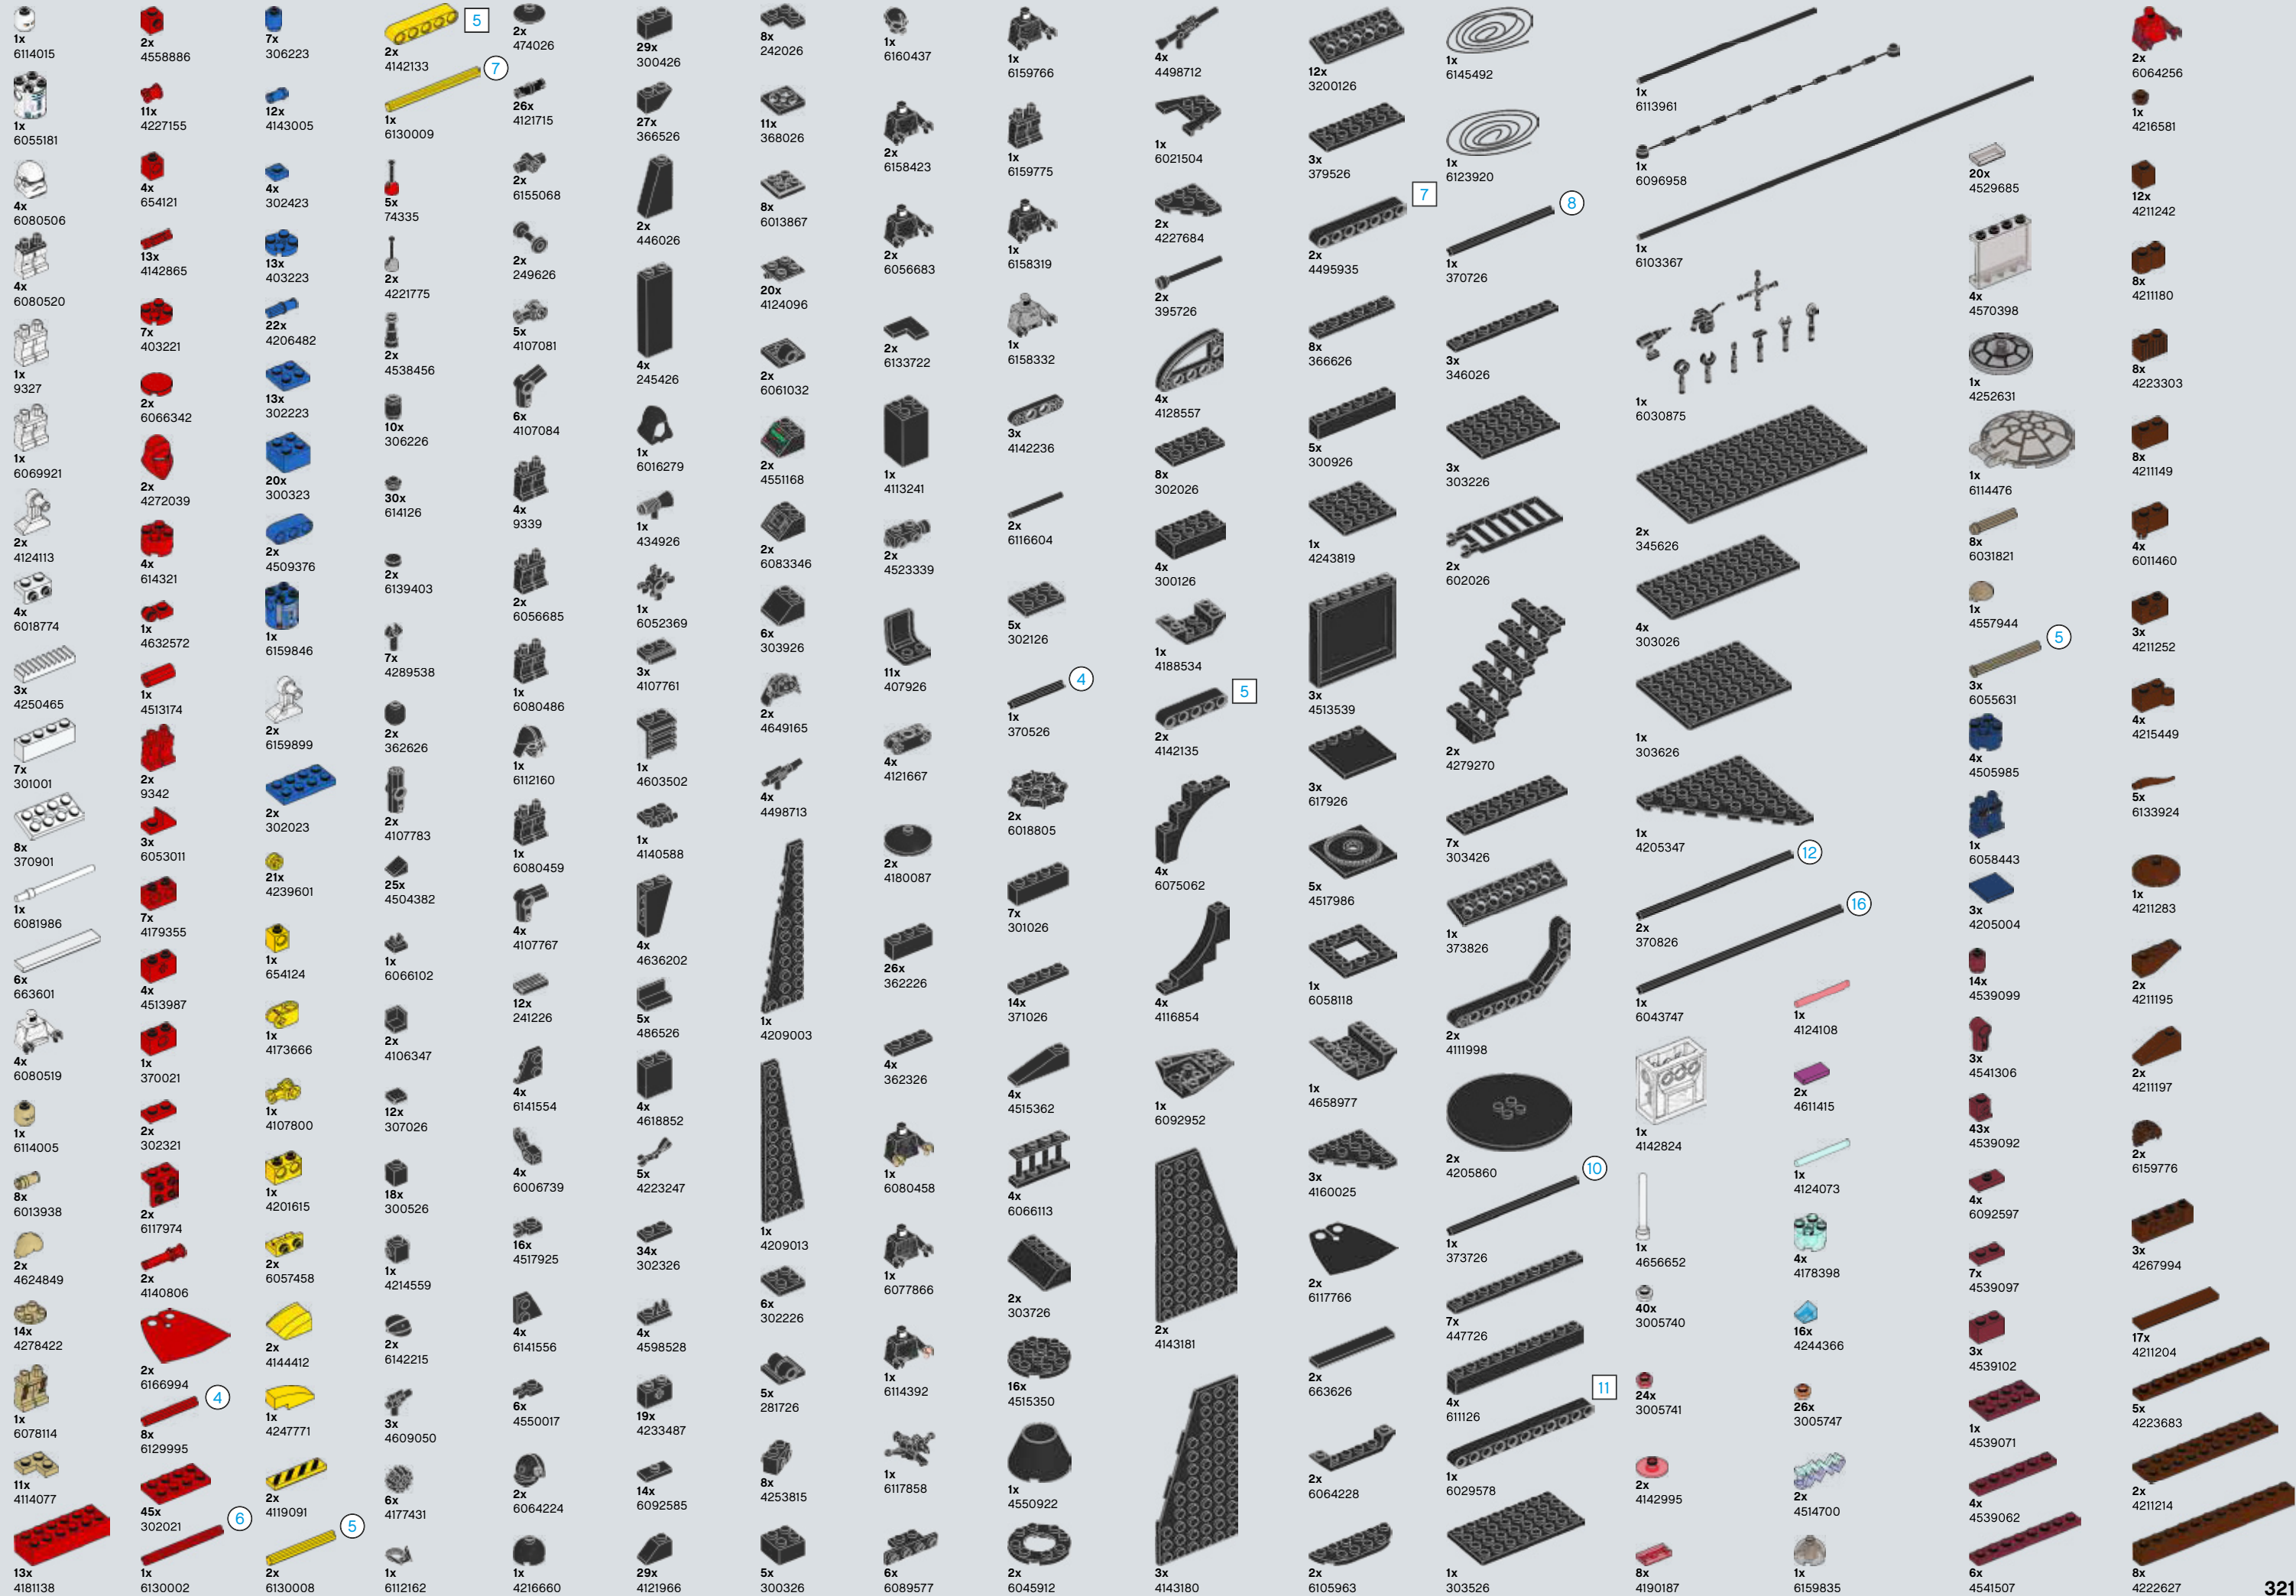 1x
6114015
1x
6055181
4x
6080506
4x
6080520
1x
9327
1x
6069921
2x
4124113
4x
6018774
3x
4250465
7x
301001
8x
370901
1x
6081986
6x
663601
4x
6080519
1x
6114005
8x
6013938
2x
4624849
14x
4278422
1x
6078114
11x
4114077
13x
4181138
2x
4558886
11x
4227155
4x
654121
13x
4142865
7x
403221
2x
6066342
2x
4272039
4x
614321
1x
4632572
1x
4513174
2x
9342
3x
6053011
7x
4179355
4x
4513987
1x
370021
2x
302321
2x
6117974
2x
4140806
2x
6166994
4
8x
6129995
45x
302021
6
1x
6130002
7x
306223
12x
4143005
4x
302423
13x
403223
22x
4206482
13x
302223
20x
300323
2x
4509376
1x
6159846
2x
6159899
2x
302023
21x
4239601
1x
654124
1x
4173666
1x
4107800
1x
4201615
2x
6057458
2x
4144412
1x
4247771
2x
4119091
5
2x
6130008
5
2x
4142133
7
1x
6130009
5x
74335
2x
4221775
2x
4538456
10x
306226
30x
614126
2x
6139403
7x
4289538
2x
362626
2x
4107783
25x
4504382
1x
6066102
2x
4106347
12x
307026
18x
300526
1x
4214559
2x
6142215
3x
4609050
6x
4177431
1x
6112162
2x
474026
26x
4121715
2x
6155068
2x
249626
5x
4107081
6x
4107084
4x
9339
2x
6056685
1x
6080486
1x
6112160
1x
6080459
4x
4107767
12x
241226
4x
6141554
4x
6006739
16x
4517925
4x
6141556
6x
4550017
2x
6064224
1x
4216660
29x
300426
27x
366526
2x
446026
4x
245426
1x
6016279
1x
434926
1x
6052369
3x
4107761
1x
4603502
1x
4140588
4x
4636202
5x
486526
4x
4618852
5x
4223247
34x
302326
4x
4598528
19x
4233487
14x
6092585
29x
4121966
8x
242026
11x
368026
8x
6013867
20x
4124096
2x
6061032
2x
4551168
2x
6083346
6x
303926
2x
4649165
4x
4498713
1x
4209003
1x
4209013
6x
302226
5x
281726
8x
4253815
5x
300326
1x
6160437
2x
6158423
2x
6056683
2x
6133722
1x
4113241
2x
4523339
11x
407926
4x
4121667
2x
4180087
26x
362226
4x
362326
1x
6080458
1x
6077866
1x
6114392
1x
6117858
6x
6089577
1x
6159766
1x
6159775
1x
6158319
1x
6158332
3x
4142236
2x
6116604
5x
302126
4
1x
370526
2x
6018805
7x
301026
14x
371026
4x
4515362
4x
6066113
2x
303726
16x
4515350
1x
4550922
2x
6045912
4x
4498712
1x
6021504
2x
4227684
2x
395726
4x
4128557
8x
302026
4x
300126
1x
4188534
5
2x
4142135
4x
6075062
4x
4116854
1x
6092952
2x
4143181
3x
4143180
12x
3200126
3x
379526
7
2x
4495935
8x
366626
5x
300926
1x
4243819
3x
4513539
3x
617926
5x
4517986
1x
6058118
1x
4658977
3x
4160025
2x
6117766
2x
663626
2x
6064228
2x
6105963
1x
6145492
1x
6123920
8
1x
370726
3x
346026
3x
303226
2x
602026
2x
4279270
7x
303426
1x
373826
2x
4111998
2x
4205860
10
1x
373726
7x
447726
4x
611126
11
1x
6029578
1x
303526
1x
6113961
1x
6096958
1x
6103367
1x
6030875
2x
345626
4x
303026
1x
303626
1x
4205347
12
2x
370826
16
1x
6043747
1x
4142824
1x
4656652
40x
3005740
24x
3005741
2x
4142995
8x
4190187
1x
4124108
2x
4611415
1x
4124073
4x
4178398
16x
4244366
26x
3005747
2x
4514700
1x
6159835
20x
4529685
4x
4570398
1x
4252631
1x
6114476
8x
6031821
1x
4557944
5
3x
6055631
4x
4505985
1x
6058443
3x
4205004
14x
4539099
3x
4541306
43x
4539092
4x
6092597
7x
4539097
3x
4539102
1x
4539071
4x
4539062
6x
4541507
2x
6064256
1x
4216581
12x
4211242
8x
4211180
8x
4223303
8x
4211149
4x
6011460
3x
4211252
4x
4215449
5x
6133924
1x
4211283
2x
4211195
2x
4211197
2x
6159776
3x
4267994
17x
4211204
5x
4223683
2x
4211214
8x
4222627
321